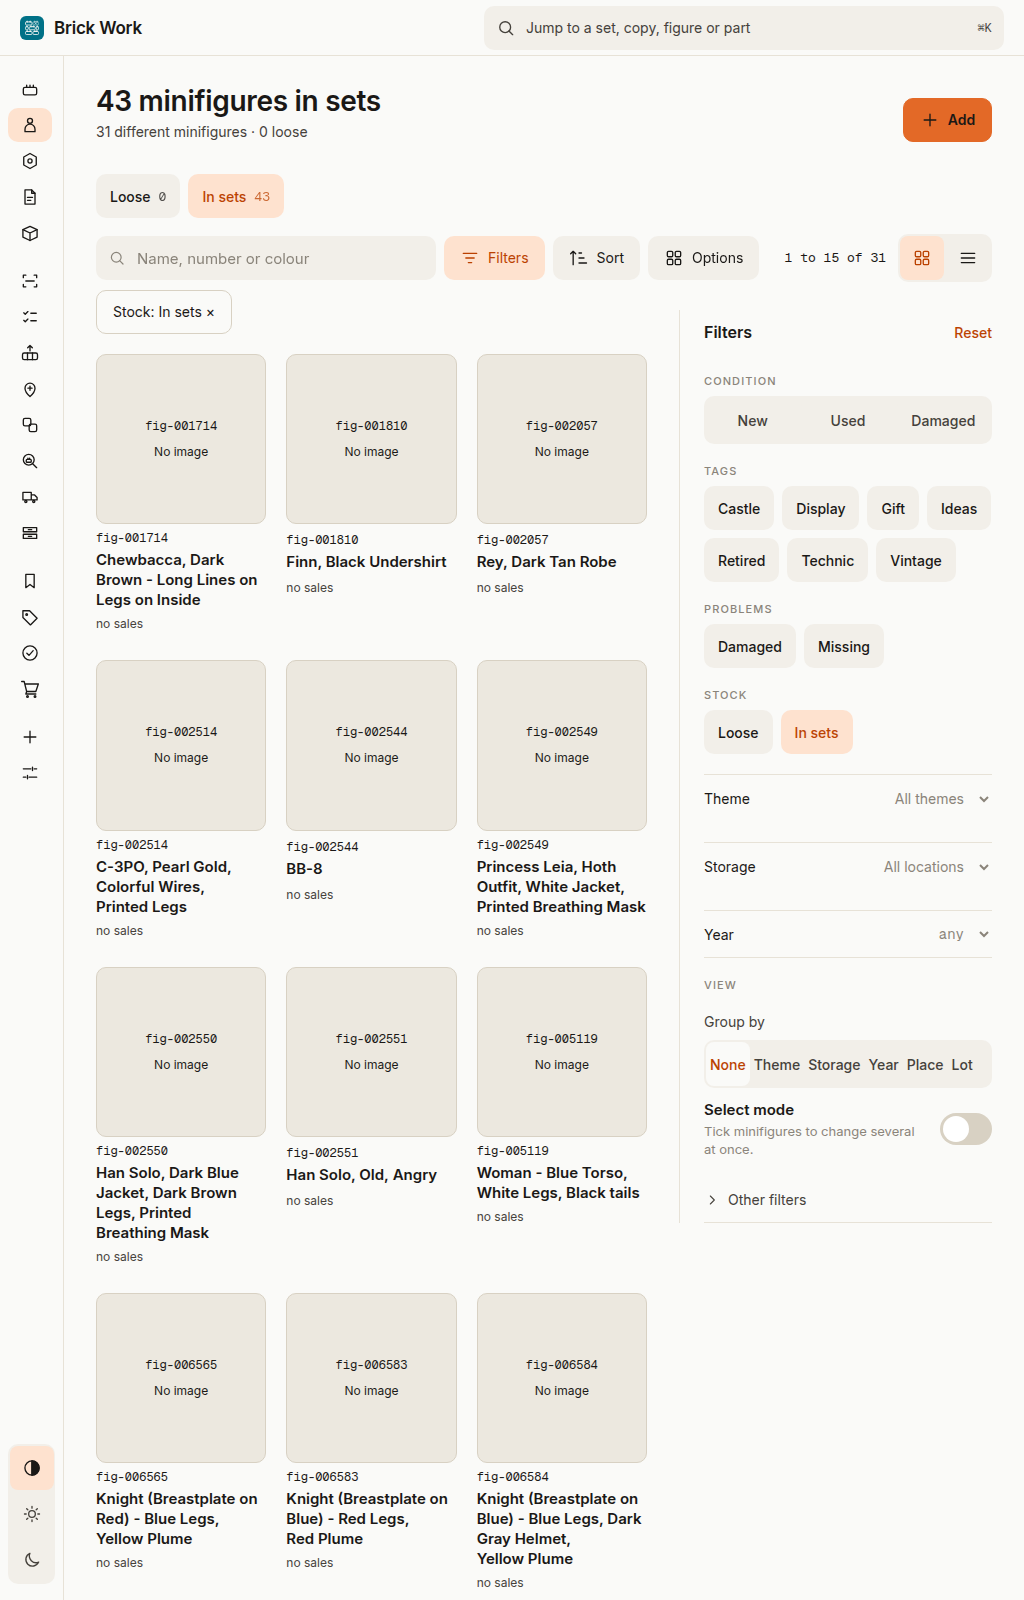 Brick Work
Jump to a set, copy, figure or part
⌘K
43 minifigures in sets
31 different minifigures · 0 loose
Add
Loose 0
In sets 43
Name, number or colour
Filters
Sort
Options
1 to 15 of 31
Stock: In sets ×
fig-001714
No image
fig-001714
Chewbacca, Dark
Brown - Long Lines on
Legs on Inside
no sales
fig-001810
No image
fig-001810
Finn, Black Undershirt
no sales
fig-002057
No image
fig-002057
Rey, Dark Tan Robe
no sales
fig-002514
No image
fig-002514
C-3PO, Pearl Gold,
Colorful Wires,
Printed Legs
no sales
fig-002544
No image
fig-002544
BB-8
no sales
fig-002549
No image
fig-002549
Princess Leia, Hoth
Outfit, White Jacket,
Printed Breathing Mask
no sales
fig-002550
No image
fig-002550
Han Solo, Dark Blue
Jacket, Dark Brown
Legs, Printed
Breathing Mask
no sales
fig-002551
No image
fig-002551
Han Solo, Old, Angry
no sales
fig-005119
No image
fig-005119
Woman - Blue Torso,
White Legs, Black tails
no sales
fig-006565
No image
fig-006565
Knight (Breastplate on
Red) - Blue Legs,
Yellow Plume
no sales
fig-006583
No image
fig-006583
Knight (Breastplate on
Blue) - Red Legs,
Red Plume
no sales
fig-006584
No image
fig-006584
Knight (Breastplate on
Blue) - Blue Legs, Dark
Gray Helmet,
Yellow Plume
no sales
Filters
Reset
CONDITION
New Used Damaged
TAGS
Castle Display Gift Ideas
Retired Technic Vintage
PROBLEMS
Damaged Missing
STOCK
Loose In sets
Theme All themes
Storage All locations
Year any
VIEW
Group by
None Theme Storage Year Place Lot
Select mode
Tick minifigures to change several
at once.
Other filters